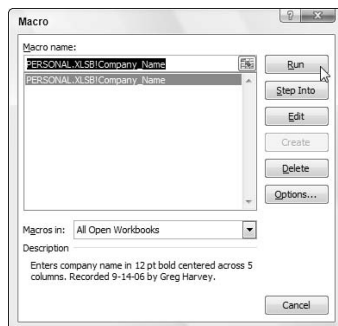 Macro
Macro name:
PERSONAL.XLSB!Company_Name
PERSONAL.XLSB!Company_Name
Run
Step Into
Edit
Create
Delete
Options...
Macros in: All Open Workbooks
Description
Enters company name in 12 pt bold centered across 5
columns. Recorded 9-14-06 by Greg Harvey.
Cancel